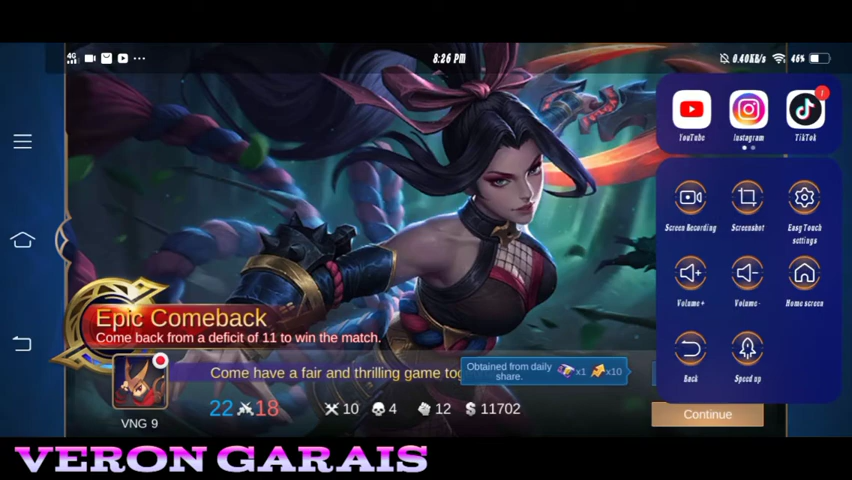 4G
8:26 PM
0.40KB/s
46%
YouTube
Instagram
1
TikTok
Screen Recording
Screenshot
Easy Touch
settings
Volume+
Volume-
Home screen
Back
Speed up
Epic Comeback
Come back from a deficit of 11 to win the match.
Come have a fair and thrilling game tog
Obtained from daily
share.
x1
x10
22
18
10
4
12
$ 11702
Continue
VNG 9
VERON GARAIS